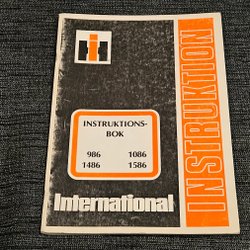 INSTRUKTIONS-
BOK
986 1086
1486 1586
International
INSTRUKTION